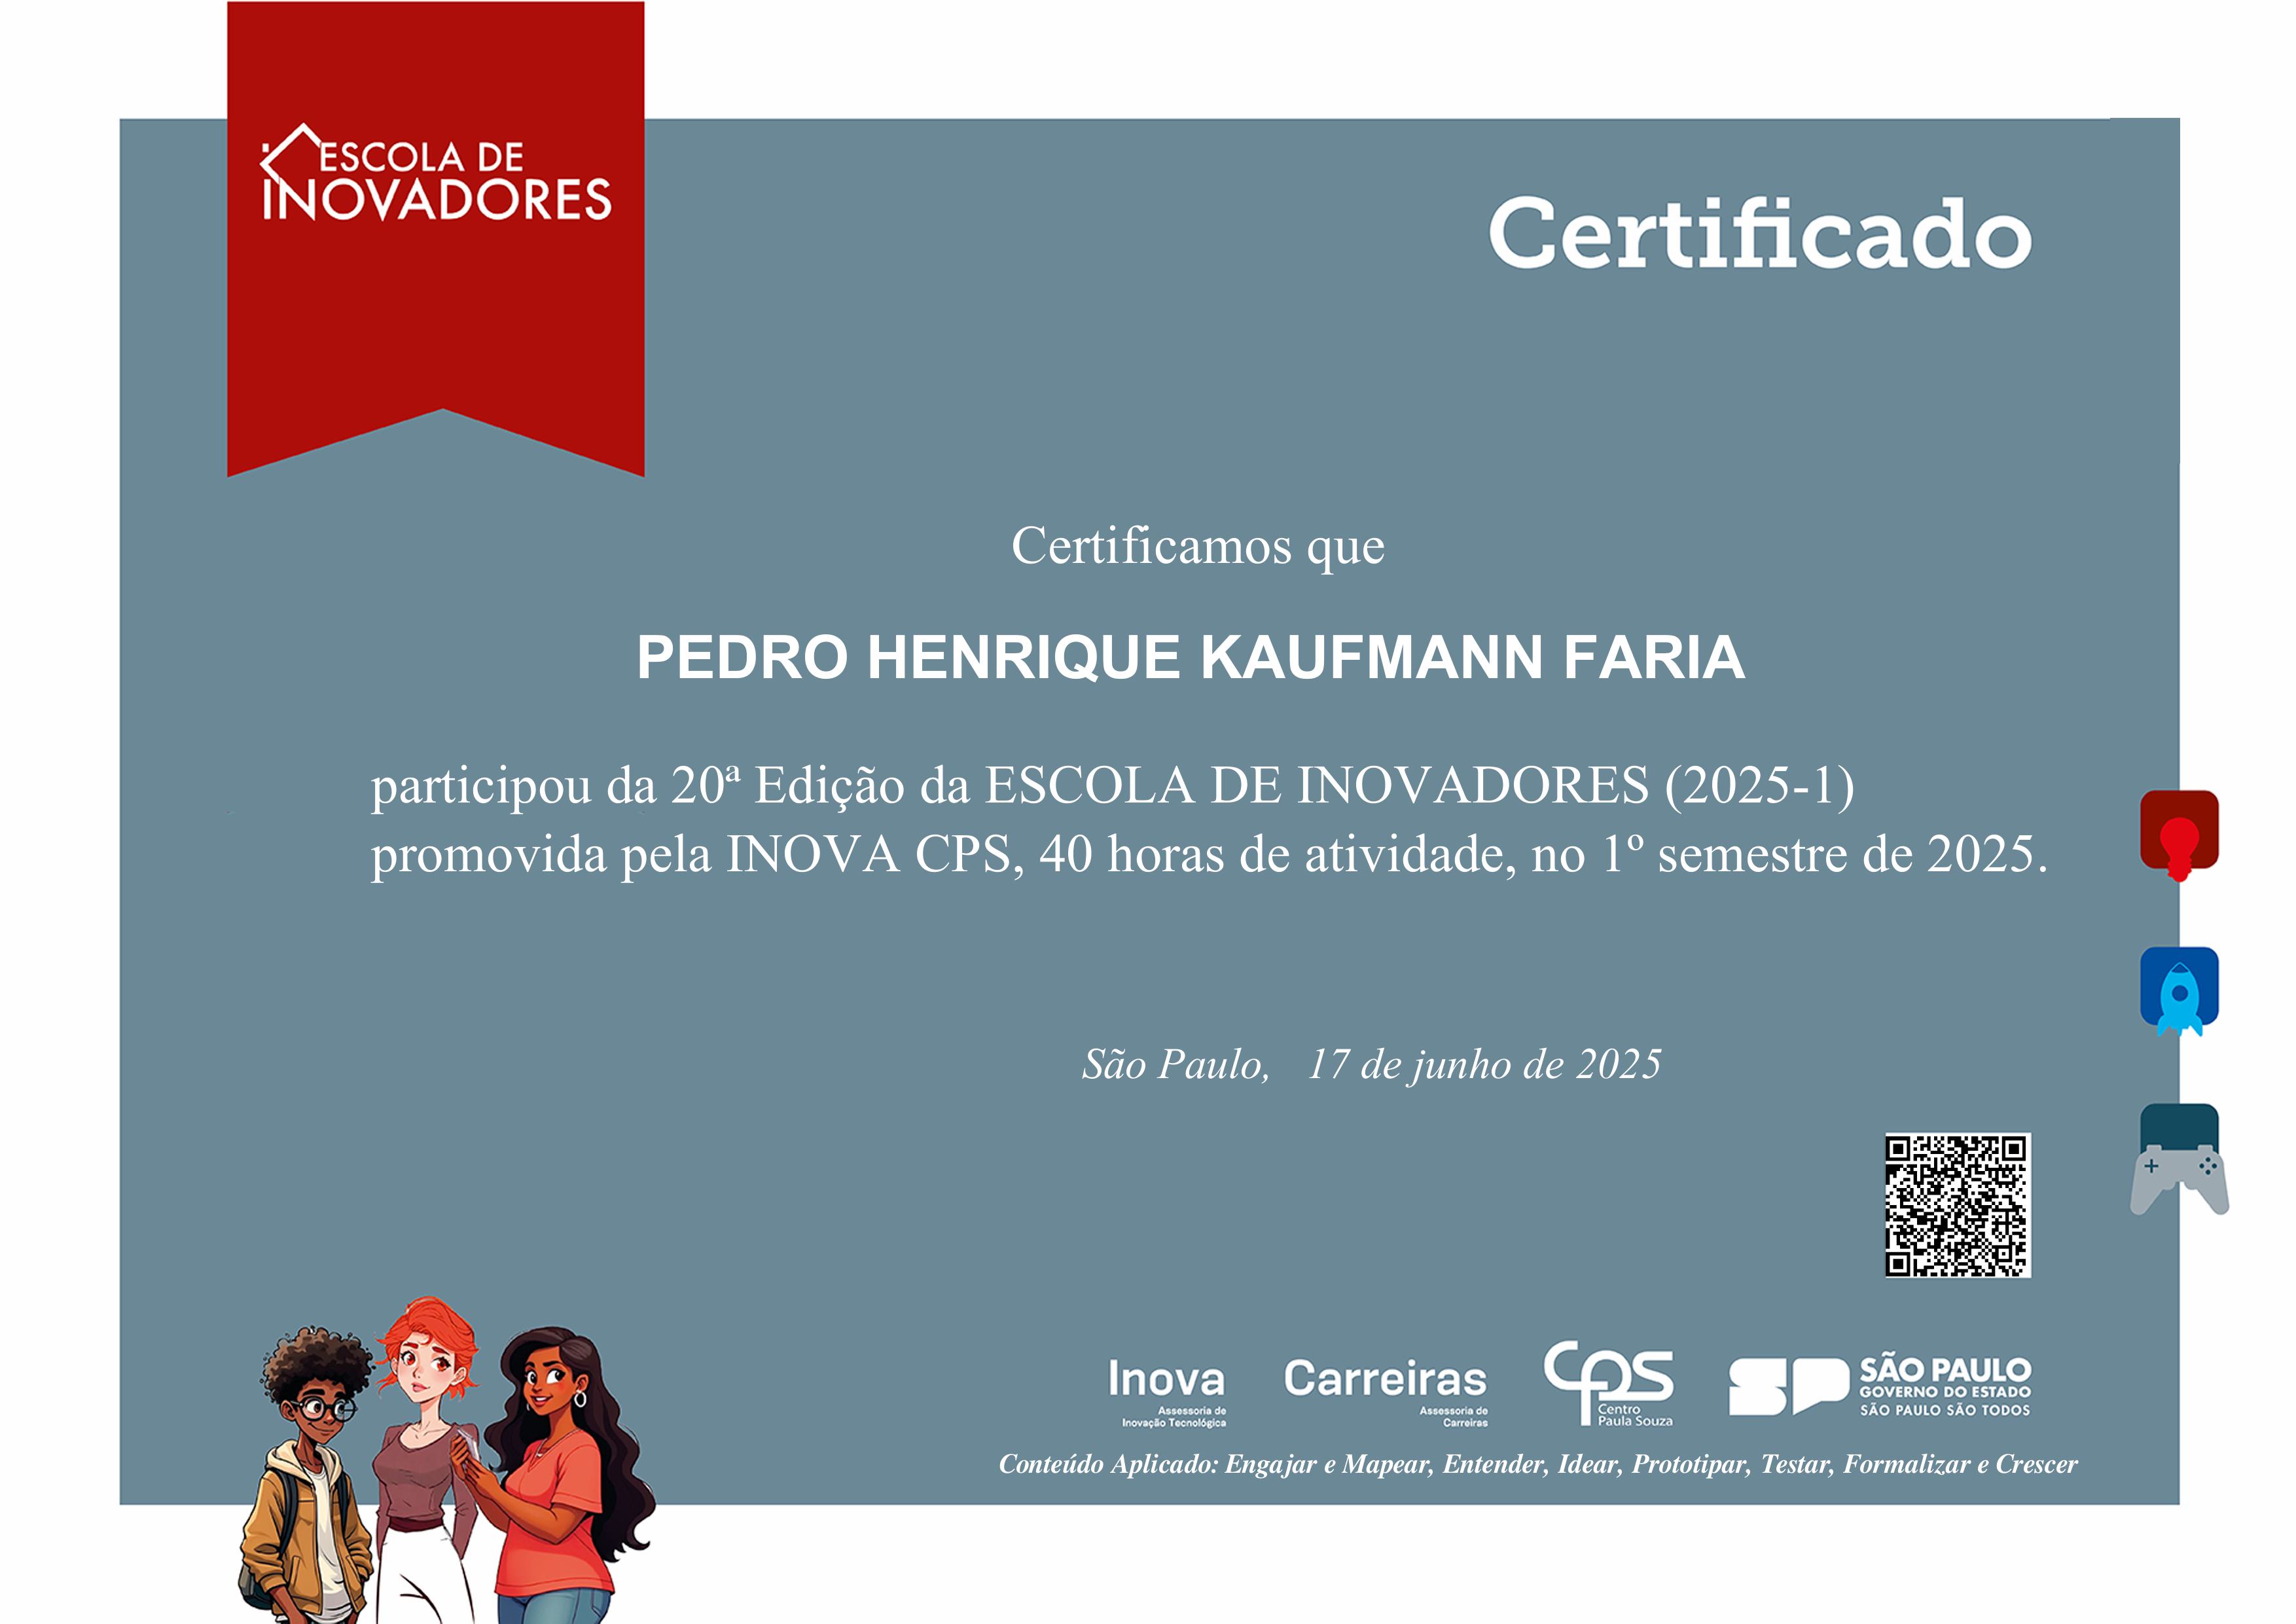 ESCOLA DE
INOVADORES
Certificado
Certificamos que
PEDRO HENRIQUE KAUFMANN FARIA
participou da 20ª Edição da ESCOLA DE INOVADORES (2025-1)
promovida pela INOVA CPS, 40 horas de atividade, no 1º semestre de 2025.
São Paulo, 17 de junho de 2025
Inova
Assessoria de
Inovação Tecnológica
Carreiras
Assessoria de
Carreiras
CPS
Centro
Paula Souza
SP
SÃO PAULO
GOVERNO DO ESTADO
SÃO PAULO SÃO TODOS
Conteúdo Aplicado: Engajar e Mapear, Entender, Idear, Prototipar, Testar, Formalizar e Crescer